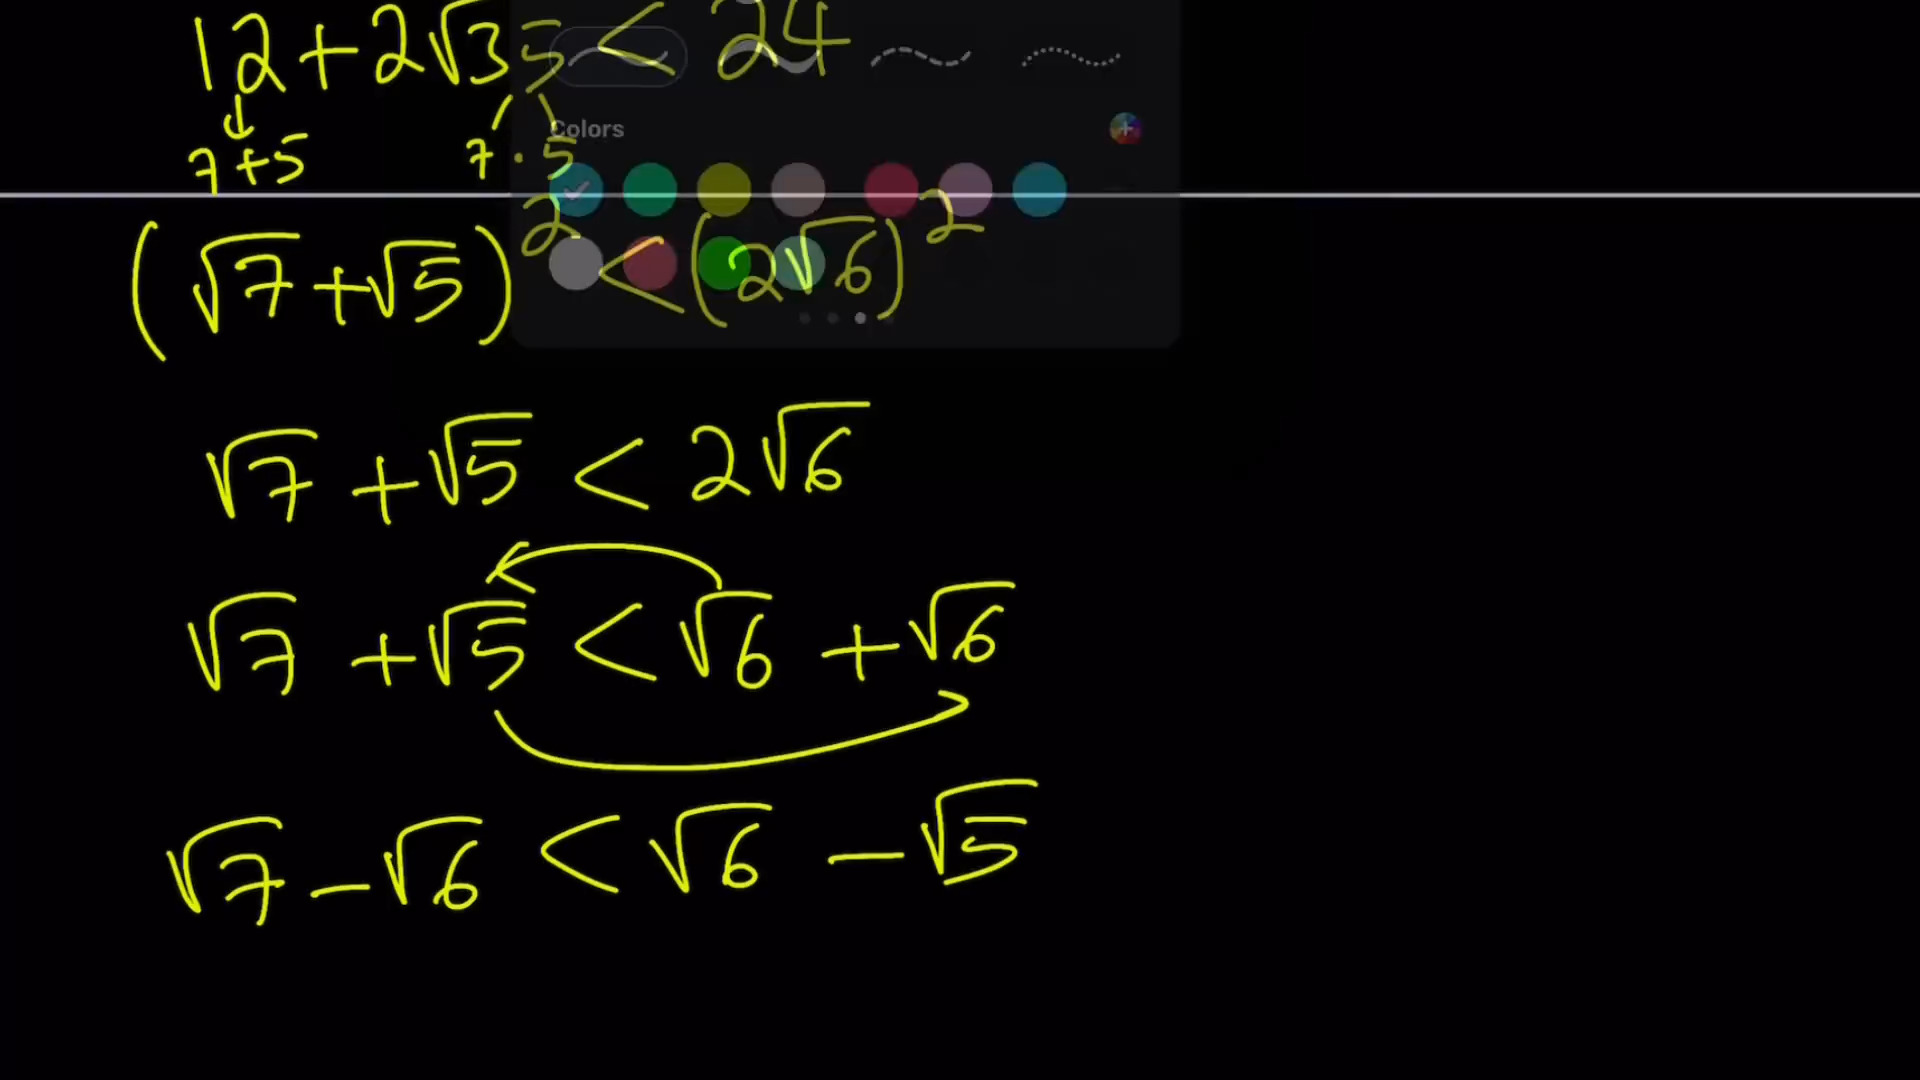 12 + 2√35 < 24
Colors
7 + 5 7 · 5
(√7 + √5)² < (2√6)²
√7 + √5 < 2√6
√7 + √5 < √6 + √6
√7 - √6 < √6 - √5